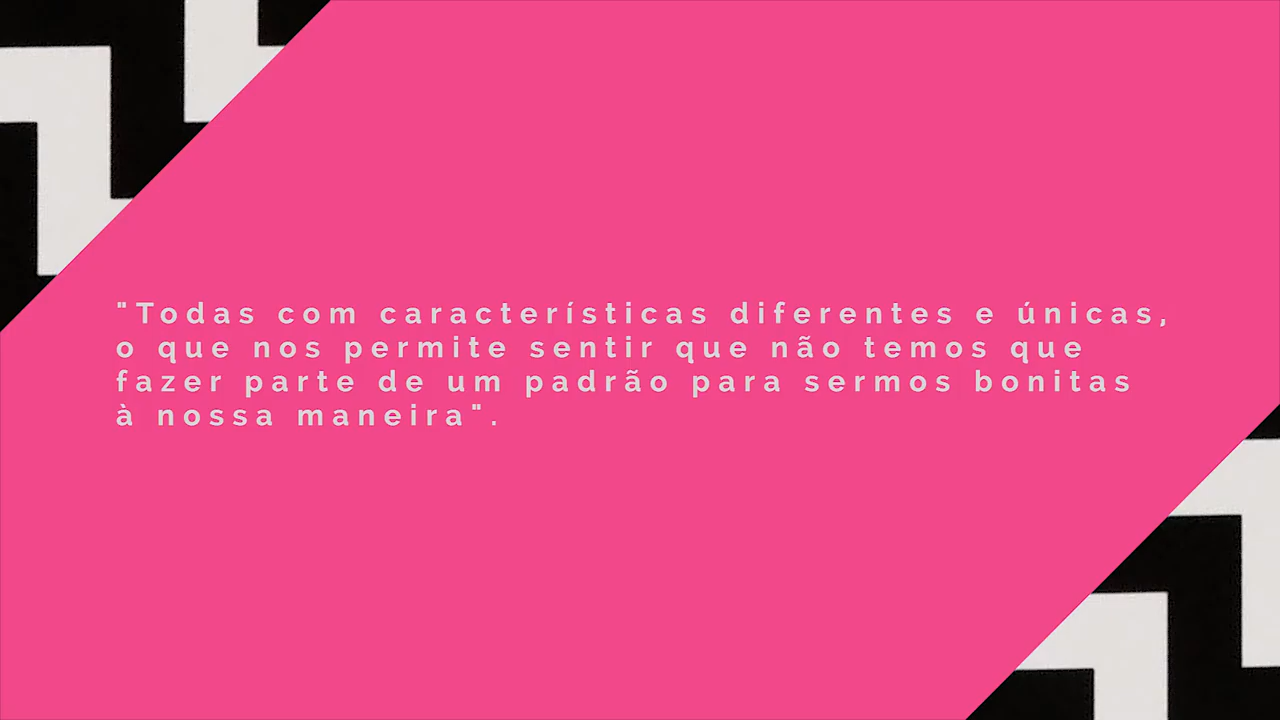 "Todas com características diferentes e únicas,
o que nos permite sentir que não temos que
fazer parte de um padrão para sermos bonitas
à nossa maneira".